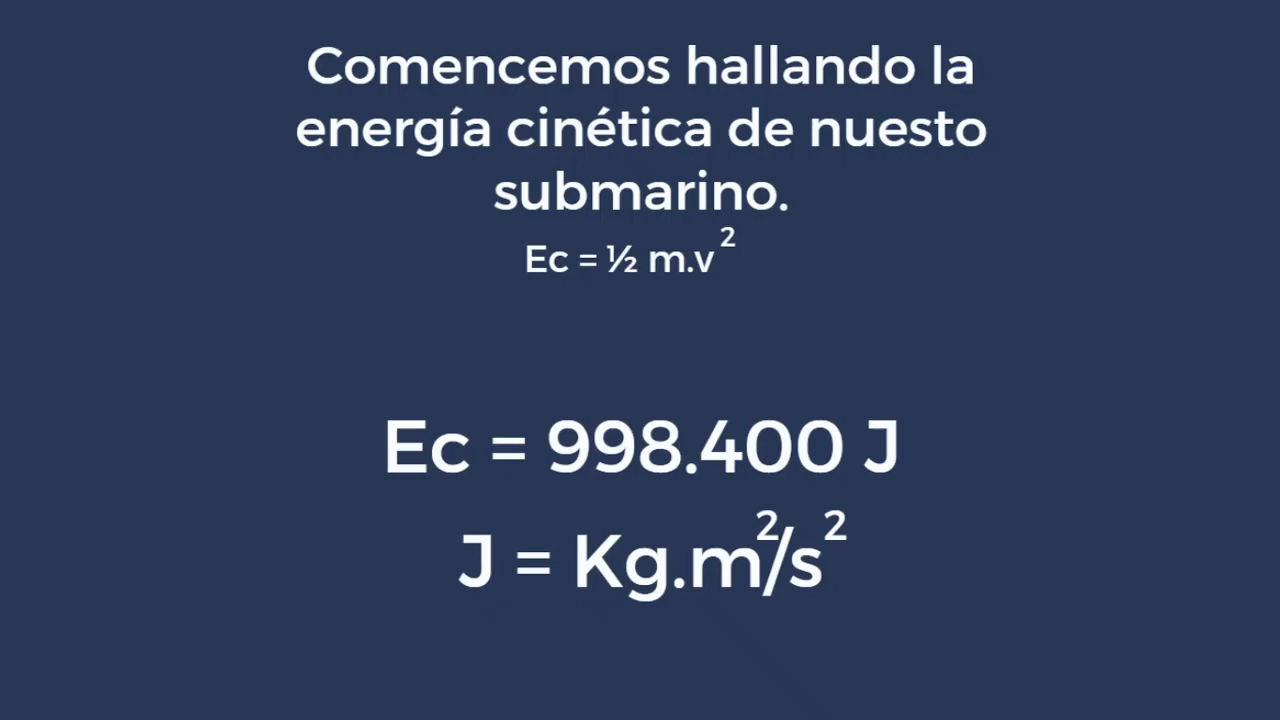 Comencemos hallando la
energía cinética de nuesto
submarino.
Ec = ½ m.v²
Ec = 998.400 J
J = Kg.m²/s²